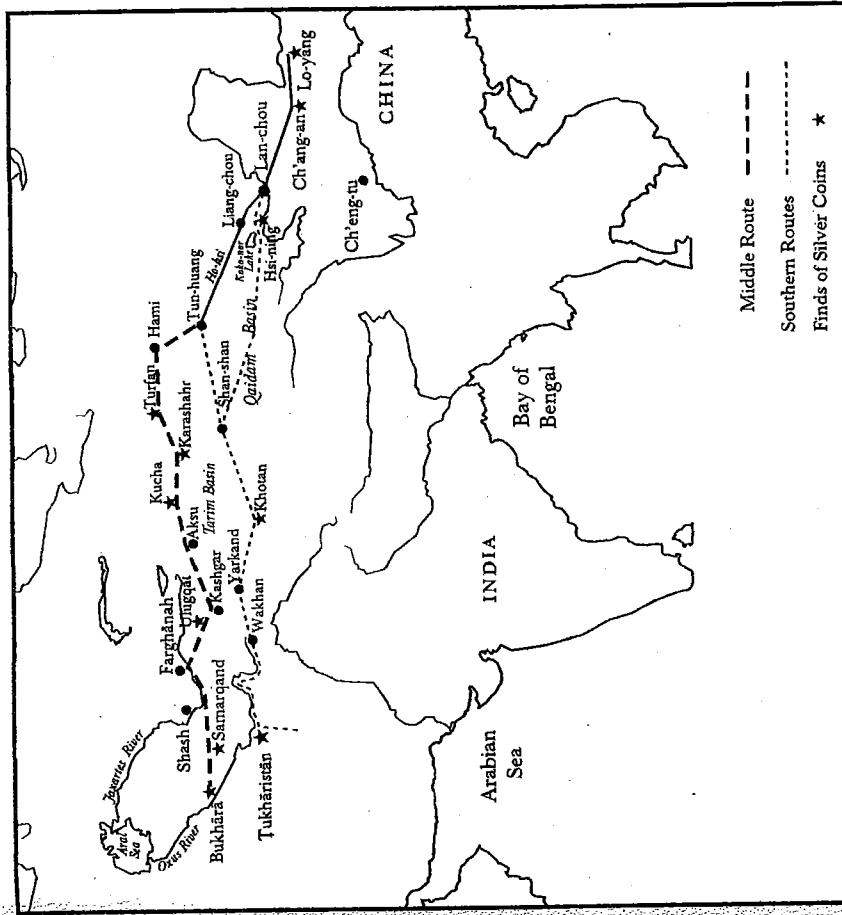 Jaxartes River
Aral
Sea
Oxus River
Shash
Farghānah
Samarqand
Bukhārā
Tukhāristān
Ulugqat
Kashgar
Yarkand
Wakhan
Aksu
Kucha
Tarim Basin
Karashahr
Khotan
Turfan
Hami
Tun-huang
Shan-shan
Qaidam Basin
Ho-hsi
Koko-nor
Lake
Hsi-ning
Liang-chou
Lan-chou
Ch'ang-an
Lo-yang
Ch'eng-tu
CHINA
INDIA
Arabian
Sea
Bay of
Bengal
Middle Route
Southern Routes
Finds of Silver Coins